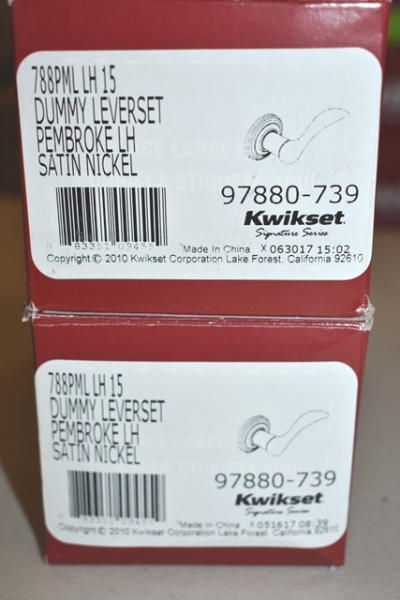 788PML LH 15
DUMMY LEVERSET
PEMBROKE LH
SATIN NICKEL
97880-739
Kwikset
Signature Series
Made In China X 063017 15:02
Copyright © 2010 Kwikset Corporation Lake Forest, California 92610
788PML LH 15
DUMMY LEVERSET
PEMBROKE LH
SATIN NICKEL
97880-739
Kwikset
Signature Series
Made In China X 051617 08:39
Copyright © 2010 Kwikset Corporation Lake Forest, California 92610